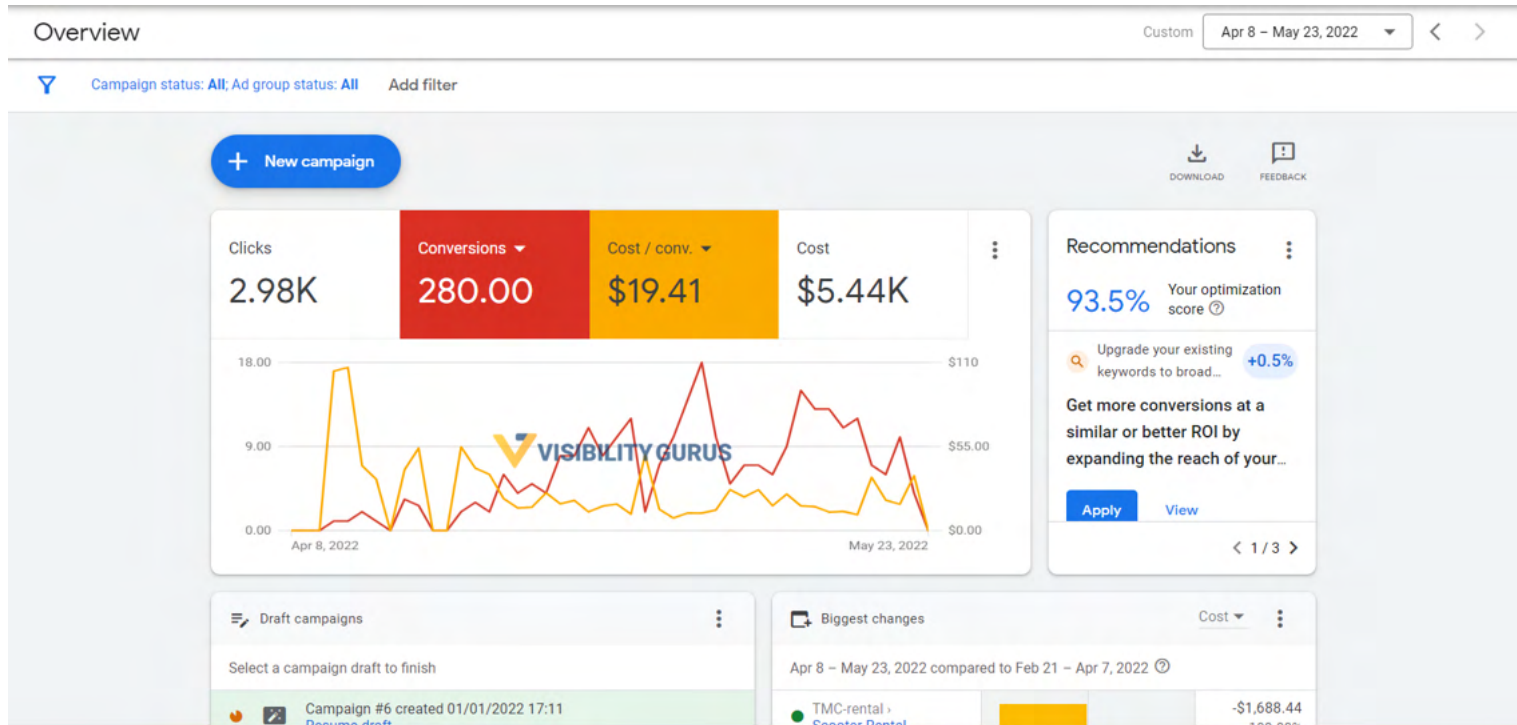 Overview
Custom
Apr 8 – May 23, 2022
Campaign status: All; Ad group status: All
Add filter
New campaign
DOWNLOAD
FEEDBACK
Clicks
2.98K
Conversions
280.00
Cost / conv.
$19.41
Cost
$5.44K
18.00
9.00
0.00
$110
$55.00
$0.00
VISIBILITY GURUS
Apr 8, 2022
May 23, 2022
Recommendations
93.5%
Your optimization
score
Upgrade your existing
keywords to broad...
+0.5%
Get more conversions at a
similar or better ROI by
expanding the reach of your...
Apply
View
1 / 3
Draft campaigns
Select a campaign draft to finish
Campaign #6 created 01/01/2022 17:11
Resume draft
Biggest changes
Cost
Apr 8 – May 23, 2022 compared to Feb 21 – Apr 7, 2022
TMC-rental ›
Scooter Rental
-$1,688.44